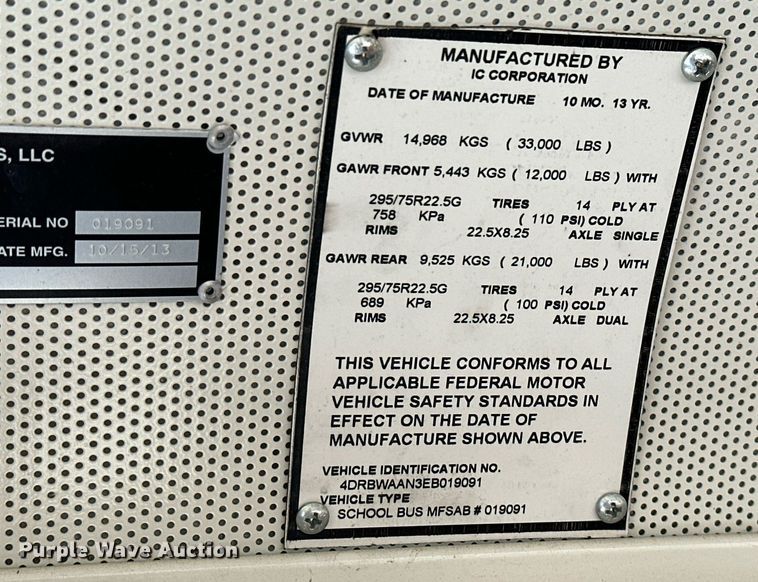 S, LLC
ERIAL NO 019091
ATE MFG. 10/15/13
MANUFACTURED BY
IC CORPORATION
DATE OF MANUFACTURE 10 MO. 13 YR.
GVWR 14,968 KGS ( 33,000 LBS )
GAWR FRONT 5,443 KGS ( 12,000 LBS ) WITH
295/75R22.5G TIRES 14 PLY AT
758 KPa ( 110 PSI) COLD
RIMS 22.5X8.25 AXLE SINGLE
GAWR REAR 9,525 KGS ( 21,000 LBS ) WITH
295/75R22.5G TIRES 14 PLY AT
689 KPa ( 100 PSI) COLD
RIMS 22.5X8.25 AXLE DUAL
THIS VEHICLE CONFORMS TO ALL
APPLICABLE FEDERAL MOTOR
VEHICLE SAFETY STANDARDS IN
EFFECT ON THE DATE OF
MANUFACTURE SHOWN ABOVE.
VEHICLE IDENTIFICATION NO.
4DRBWAAN3EB019091
VEHICLE TYPE
SCHOOL BUS MFSAB # 019091
Purple Wave Auction